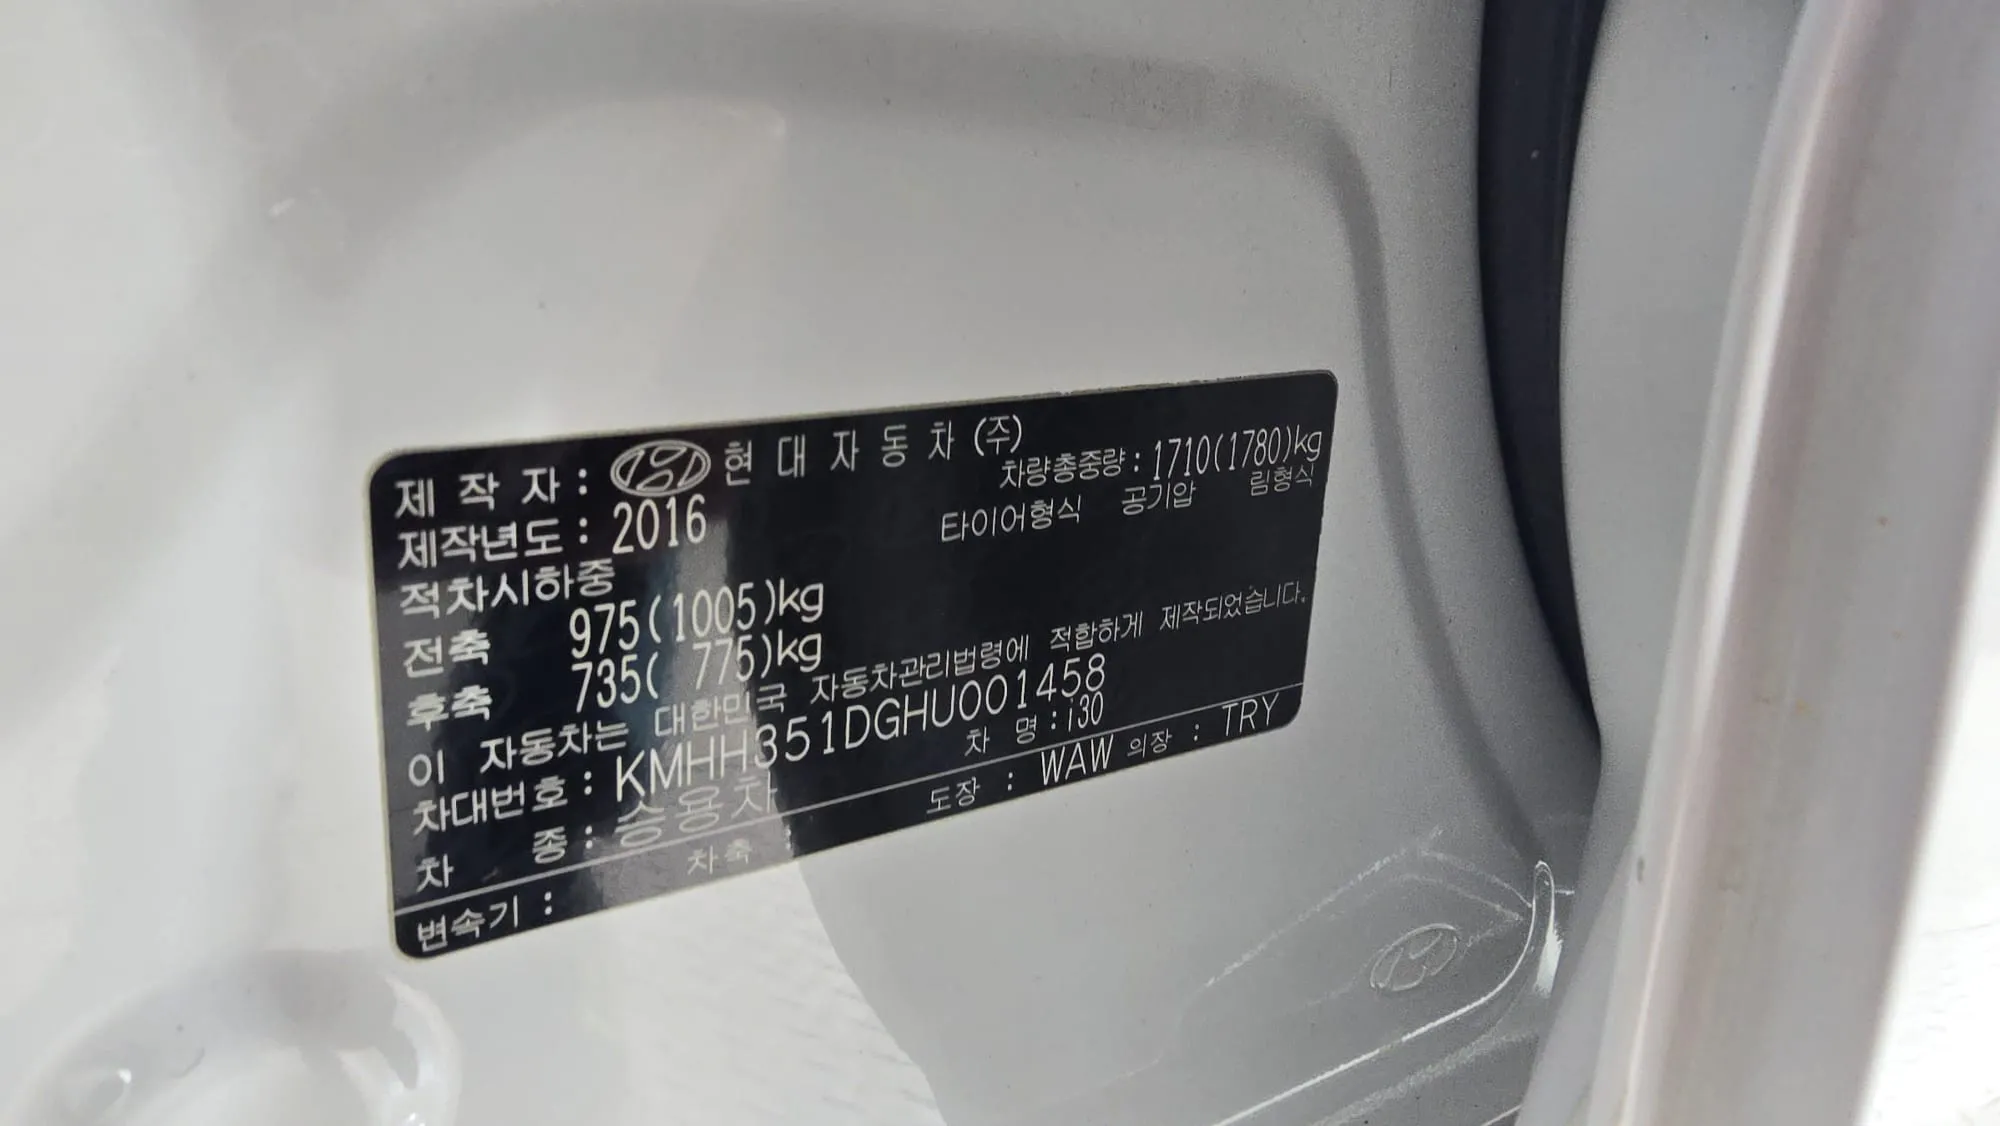 제 작 자 : 현 대 자 동 차 (주)
제작년도 : 2016 차량총중량 : 1710(1780)kg
적차시하중 타이어형식 공기압 림형식
전축 975(1005)kg
후축 735( 775)kg
이 자동차는 대한민국 자동차관리법령에 적합하게 제작되었습니다.
차대번호 : KMHH351DGHU001458
차 종 : 승용차 차 명 : i30
변속기 : 차축 : 도장 : WAW 의장 : TRY